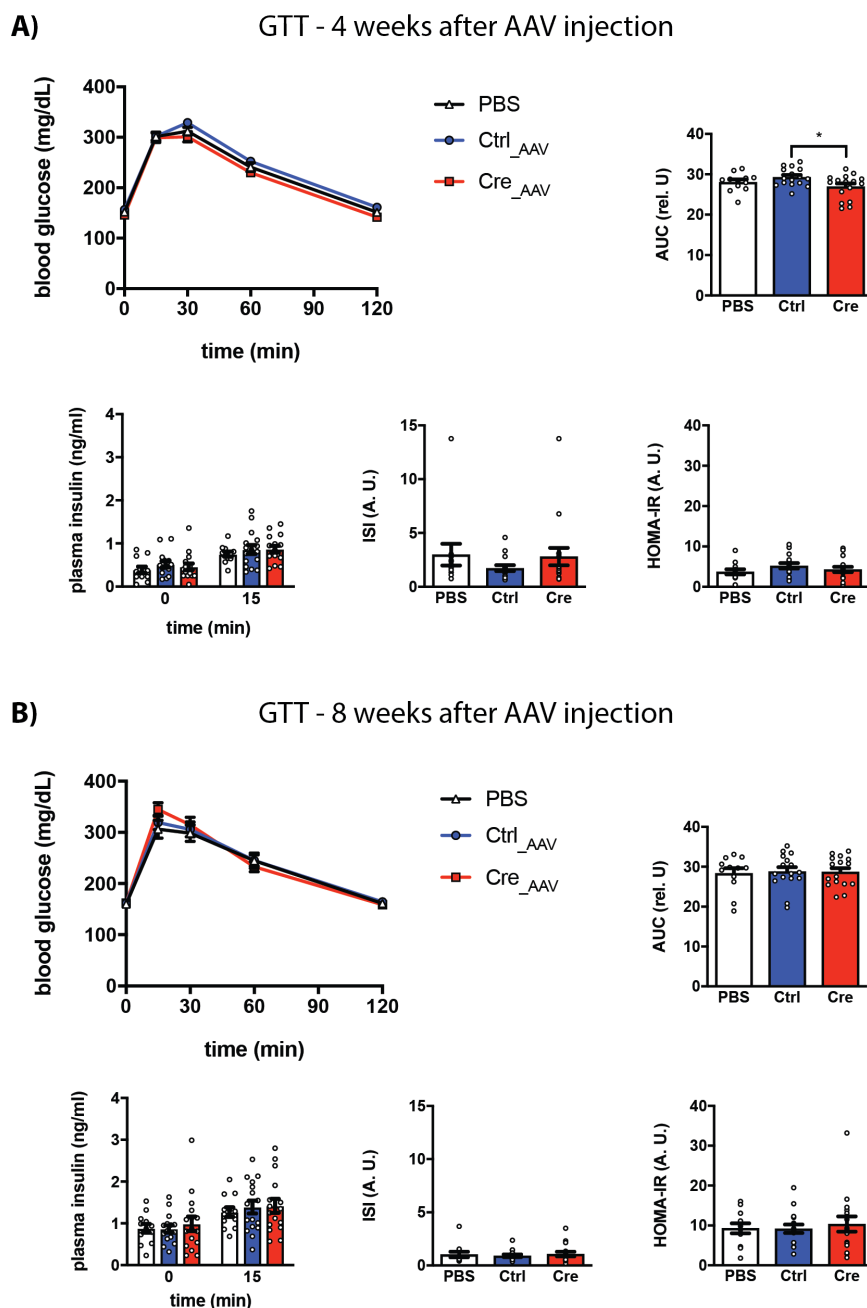 A)
GTT - 4 weeks after AAV injection
blood glucose (mg/dL)
400
300
200
100
0
0 30 60 90 120
time (min)
PBS
Ctrl_AAV
Cre_AAV
AUC (rel. U)
40
30
20
10
0
*
PBS Ctrl Cre
plasma insulin (ng/ml)
4
3
2
1
0
0 15
time (min)
ISI (A. U.)
15
10
5
0
PBS Ctrl Cre
HOMA-IR (A. U.)
40
30
20
10
0
PBS Ctrl Cre
B)
GTT - 8 weeks after AAV injection
blood glucose (mg/dL)
400
300
200
100
0
0 30 60 90 120
time (min)
PBS
Ctrl_AAV
Cre_AAV
AUC (rel. U)
40
30
20
10
0
PBS Ctrl Cre
plasma insulin (ng/ml)
4
3
2
1
0
0 15
time (min)
ISI (A. U.)
15
10
5
0
PBS Ctrl Cre
HOMA-IR (A. U.)
40
30
20
10
0
PBS Ctrl Cre